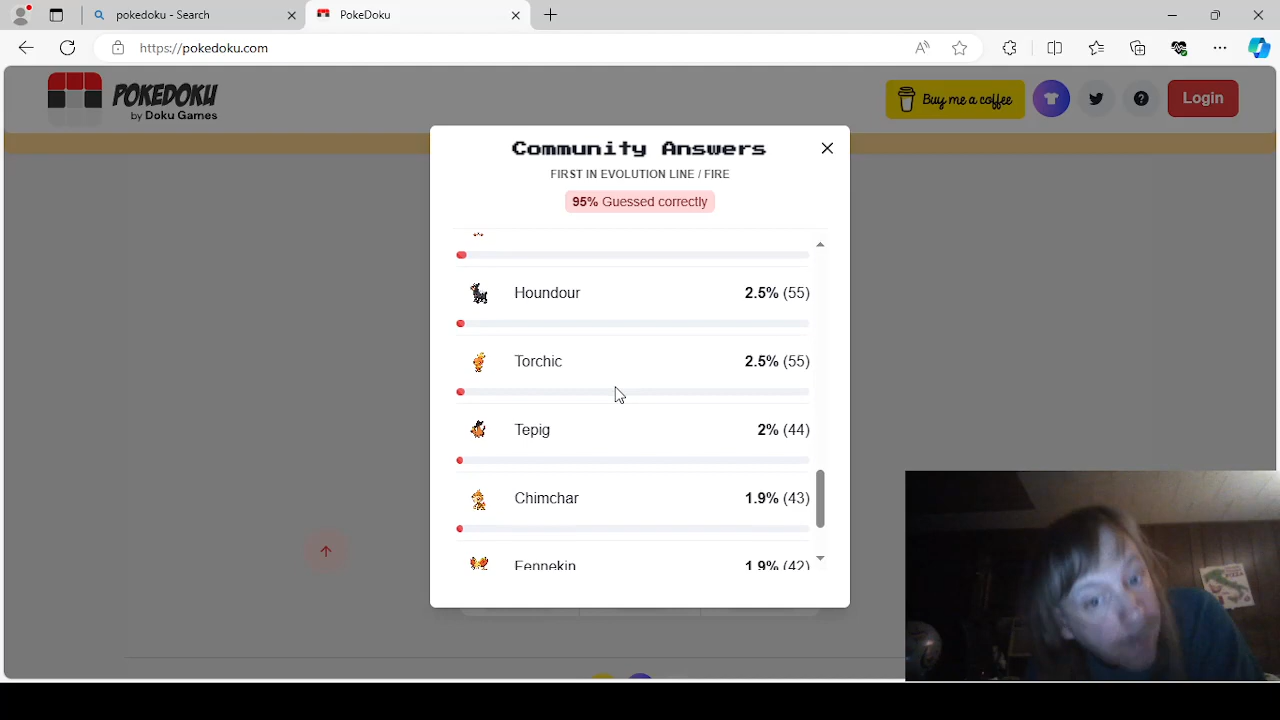 pokedoku - Search
PokeDoku
https://pokedoku.com
POKEDOKU
by Doku Games
Buy me a coffee
Login
Community Answers
FIRST IN EVOLUTION LINE / FIRE
95% Guessed correctly
Houndour 2.5% (55)
Torchic 2.5% (55)
Tepig 2% (44)
Chimchar 1.9% (43)
Fennekin 1.9% (42)